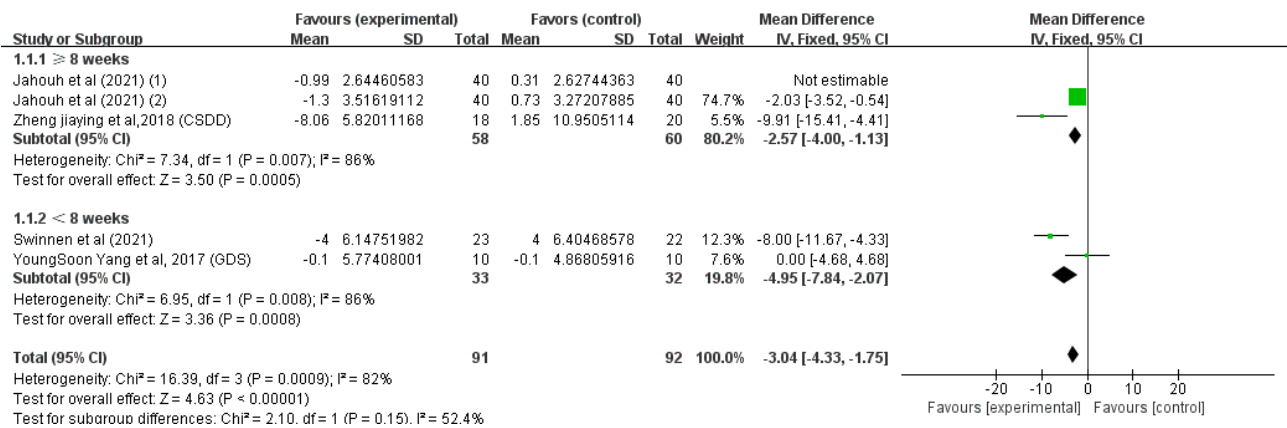 Favours (experimental) Favors (control) Mean Difference Mean Difference
Study or Subgroup Mean SD Total Mean SD Total Weight IV, Fixed, 95% CI IV, Fixed, 95% CI
1.1.1 ≥ 8 weeks
Jahouh et al (2021) (1) -0.99 2.64460583 40 0.31 2.62744363 40 Not estimable
Jahouh et al (2021) (2) -1.3 3.51619112 40 0.73 3.27207885 40 74.7% -2.03 [-3.52, -0.54]
Zheng jiaying et al,2018 (CSDD) -8.06 5.82011168 18 1.85 10.9505114 20 5.5% -9.91 [-15.41, -4.41]
Subtotal (95% CI) 58 60 80.2% -2.57 [-4.00, -1.13]
Heterogeneity: Chi² = 7.34, df = 1 (P = 0.007); I² = 86%
Test for overall effect: Z = 3.50 (P = 0.0005)
1.1.2 < 8 weeks
Swinnen et al (2021) -4 6.14751982 23 4 6.40468578 22 12.3% -8.00 [-11.67, -4.33]
YoungSoon Yang et al, 2017 (GDS) -0.1 5.77408001 10 -0.1 4.86805916 10 7.6% 0.00 [-4.68, 4.68]
Subtotal (95% CI) 33 32 19.8% -4.95 [-7.84, -2.07]
Heterogeneity: Chi² = 6.95, df = 1 (P = 0.008); I² = 86%
Test for overall effect: Z = 3.36 (P = 0.0008)
Total (95% CI) 91 92 100.0% -3.04 [-4.33, -1.75]
Heterogeneity: Chi² = 16.39, df = 3 (P = 0.0009); I² = 82%
Test for overall effect: Z = 4.63 (P < 0.00001)
Test for subgroup differences: Chi² = 2.10, df = 1 (P = 0.15), I² = 52.4%
-20 -10 0 10 20
Favours [experimental] Favours [control]